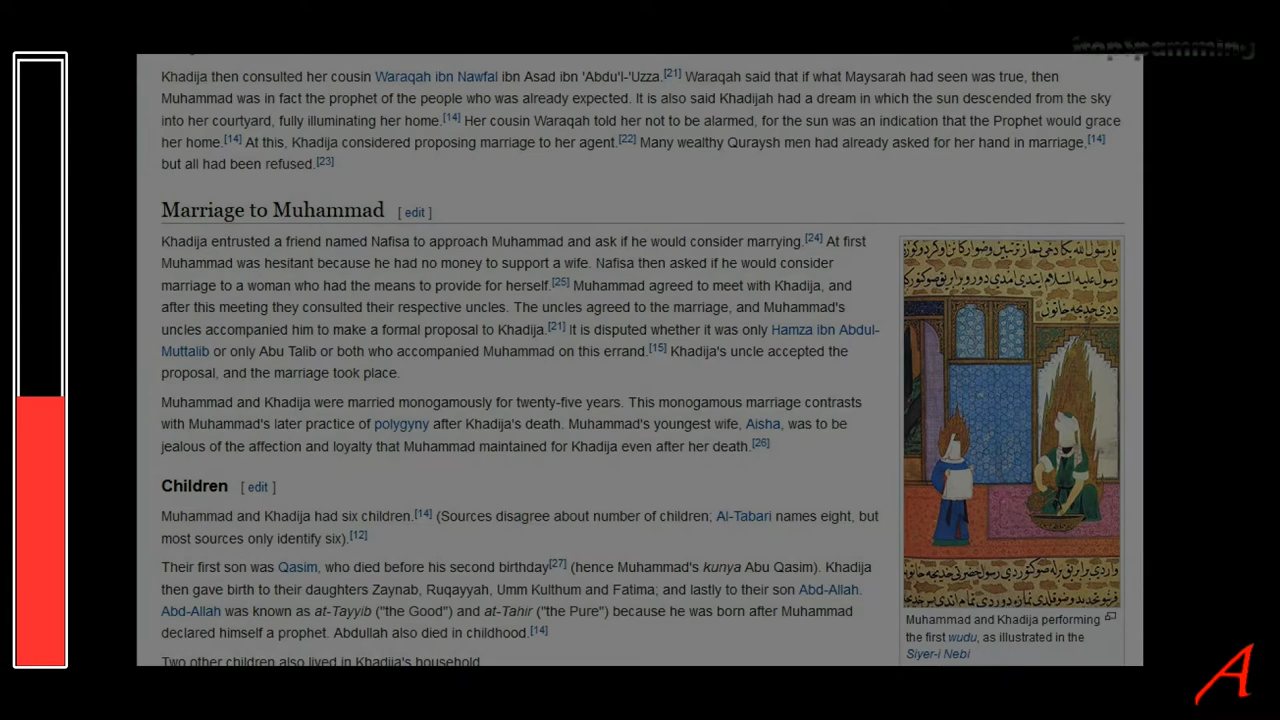 Khadija then consulted her cousin Waraqah ibn Nawfal ibn Asad ibn 'Abdu'l-'Uzza.[21] Waraqah said that if what Maysarah had seen was true, then
Muhammad was in fact the prophet of the people who was already expected. It is also said Khadijah had a dream in which the sun descended from the sky
into her courtyard, fully illuminating her home.[14] Her cousin Waraqah told her not to be alarmed, for the sun was an indication that the Prophet would grace
her home.[14] At this, Khadija considered proposing marriage to her agent.[22] Many wealthy Quraysh men had already asked for her hand in marriage,[14]
but all had been refused.[23]
Marriage to Muhammad [ edit ]
Khadija entrusted a friend named Nafisa to approach Muhammad and ask if he would consider marrying.[24] At first
Muhammad was hesitant because he had no money to support a wife. Nafisa then asked if he would consider
marriage to a woman who had the means to provide for herself.[25] Muhammad agreed to meet with Khadija, and
after this meeting they consulted their respective uncles. The uncles agreed to the marriage, and Muhammad's
uncles accompanied him to make a formal proposal to Khadija.[21] It is disputed whether it was only Hamza ibn Abdul-
Muttalib or only Abu Talib or both who accompanied Muhammad on this errand.[15] Khadija's uncle accepted the
proposal, and the marriage took place.
Muhammad and Khadija were married monogamously for twenty-five years. This monogamous marriage contrasts
with Muhammad's later practice of polygyny after Khadija's death. Muhammad's youngest wife, Aisha, was to be
jealous of the affection and loyalty that Muhammad maintained for Khadija even after her death.[26]
Children [ edit ]
Muhammad and Khadija had six children.[14] (Sources disagree about number of children; Al-Tabari names eight, but
most sources only identify six).[12]
Their first son was Qasim, who died before his second birthday[27] (hence Muhammad's kunya Abu Qasim). Khadija
then gave birth to their daughters Zaynab, Ruqayyah, Umm Kulthum and Fatima; and lastly to their son Abd-Allah.
Abd-Allah was known as at-Tayyib ("the Good") and at-Tahir ("the Pure") because he was born after Muhammad
declared himself a prophet. Abdullah also died in childhood.[14]
Two other children also lived in Khadija's household
Muhammad and Khadija performing
the first wudu, as illustrated in the
Siyer-i Nebi
A